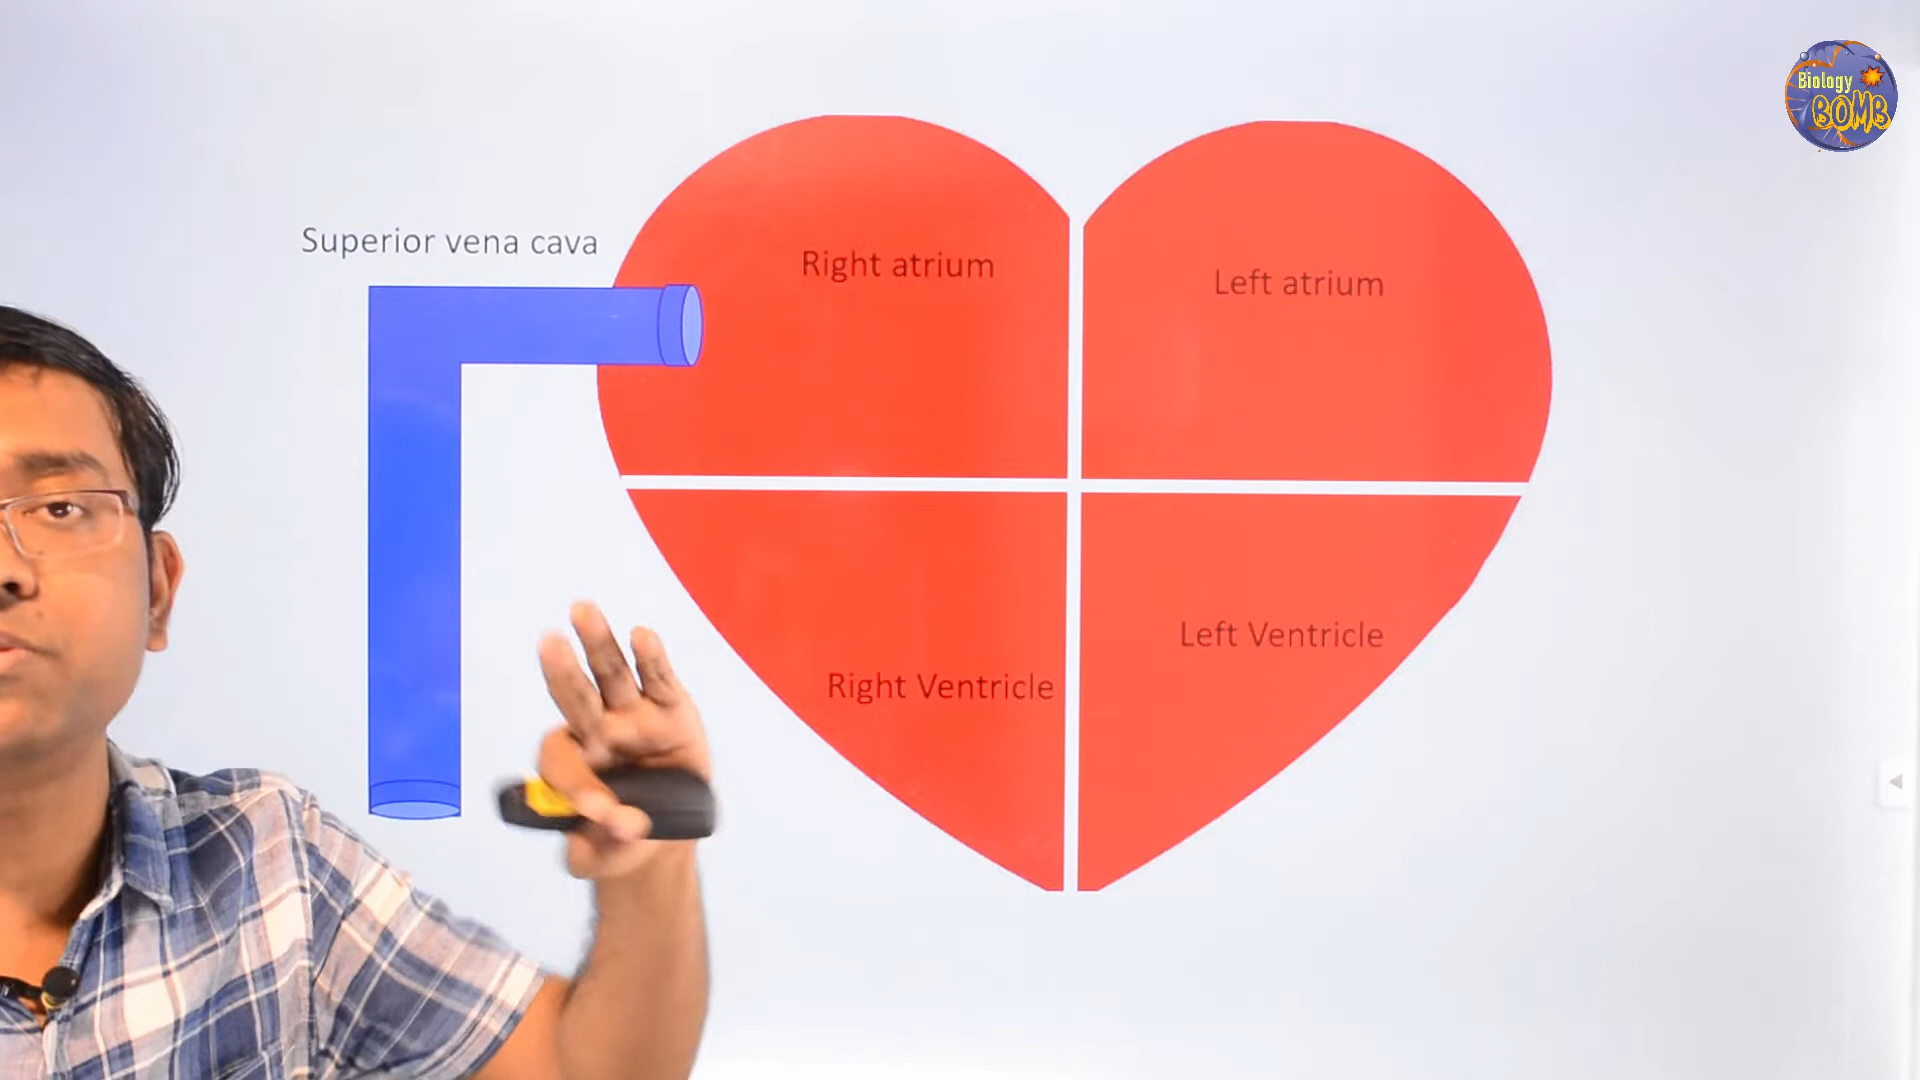 Biology
BOMB
Superior vena cava
Right atrium
Left atrium
Left Ventricle
Right Ventricle